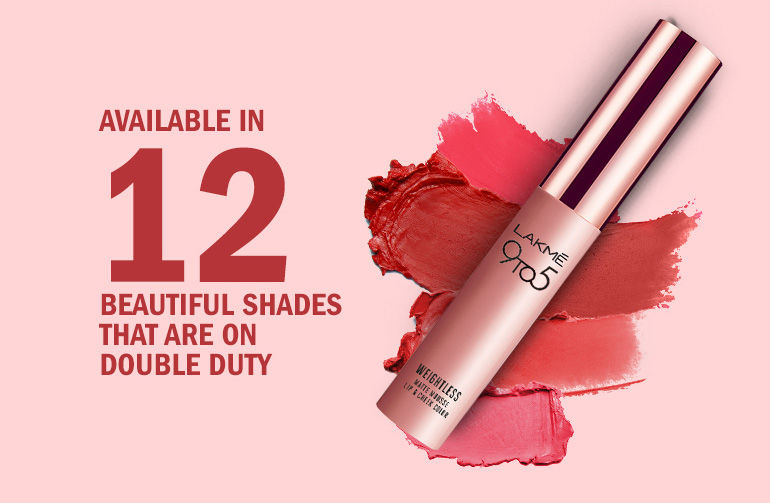 AVAILABLE IN
12
BEAUTIFUL SHADES
THAT ARE ON
DOUBLE DUTY
LAKMĒ
9TO5
WEIGHTLESS
MATTE MOUSSE
LIP & CHEEK COLOR